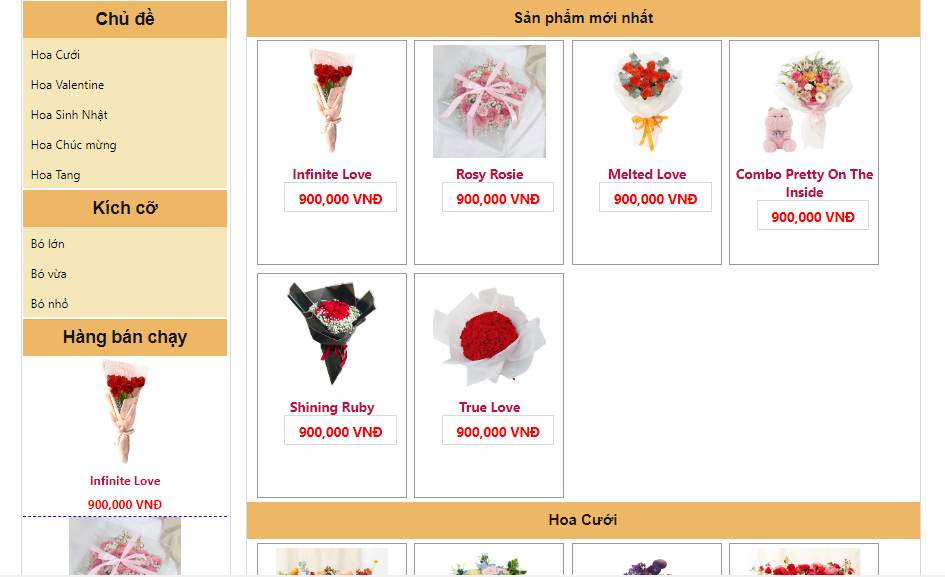 Chủ đề
Hoa Cưới
Hoa Valentine
Hoa Sinh Nhật
Hoa Chúc mừng
Hoa Tang
Kích cỡ
Bó lớn
Bó vừa
Bó nhỏ
Hàng bán chạy
Infinite Love
900,000 VNĐ
Sản phẩm mới nhất
Infinite Love
900,000 VNĐ
Rosy Rosie
900,000 VNĐ
Melted Love
900,000 VNĐ
Combo Pretty On The
Inside
900,000 VNĐ
Shining Ruby
900,000 VNĐ
True Love
900,000 VNĐ
Hoa Cưới